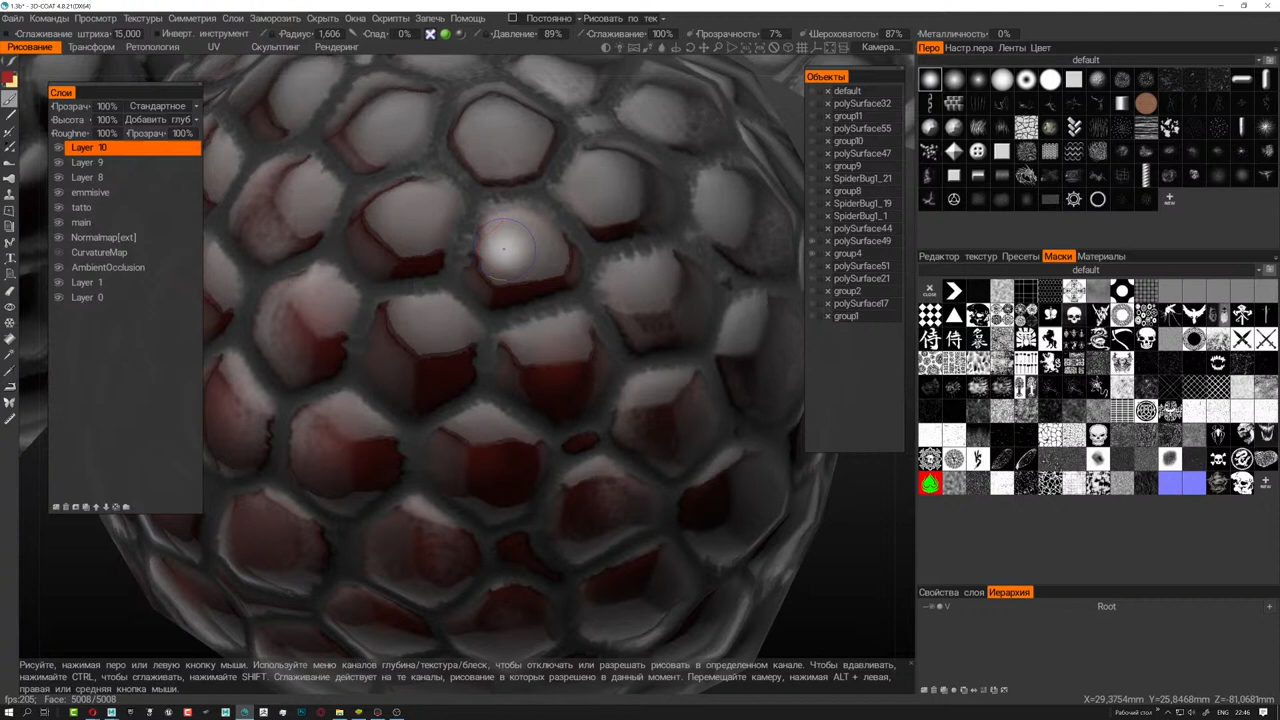 1.3b* - 3D-COAT 4.8.21(DX64)
Файл Команды Просмотр Текстуры Симметрия Слои Заморозить Скрыть Окна Скрипты Запечь Помощь Постоянно Рисовать по тек
Сглаживание штриха 15,000 Инверт. инструмент Радиус 1,606 Спад 0% Давление 89% Сглаживание 100% Прозрачность 7% Шероховатость 87% Металличность 0%
Рисование Трансформ Ретопология UV Скульптинг Рендеринг Камера...
Перо Настр.пера Ленты Цвет
default
Слои
Прозрач 100% Стандартное
Высота 100% Добавить глуб
Roughne 100% Прозрач 100%
Layer 10
Layer 9
Layer 8
emmisive
tatto
main
Normalmap[ext]
CurvatureMap
AmbientOcclusion
Layer 1
Layer 0
Объекты
default
polySurface32
group11
polySurface55
group10
polySurface47
group9
SpiderBug1_21
group8
SpiderBug1_19
SpiderBug1_1
polySurface44
polySurface49
group4
polySurface51
polySurface21
group2
polySurface17
group1
NEW
Редактор текстур Пресеты Маски Материалы
default
CLOSE
NEW
Свойства слоя Иерархия
V Root +
Рисуйте, нажимая перо или левую кнопку мыши. Используйте меню каналов глубина/текстура/блеск, чтобы отключать или разрешать рисовать в определенном канале. Чтобы вдавливать,
нажимайте CTRL, чтобы сглаживать, нажимайте SHIFT. Сглаживание действует на те каналы, рисование в которых разрешено в данный момент. Перемещайте камеру, нажимая ALT + левая,
правая или средняя кнопка мыши.
fps:205; Face: 5008/5008
X=29,3754mm Y=25,8468mm Z=-81,0681mm
Рабочий стол ENG 22:46